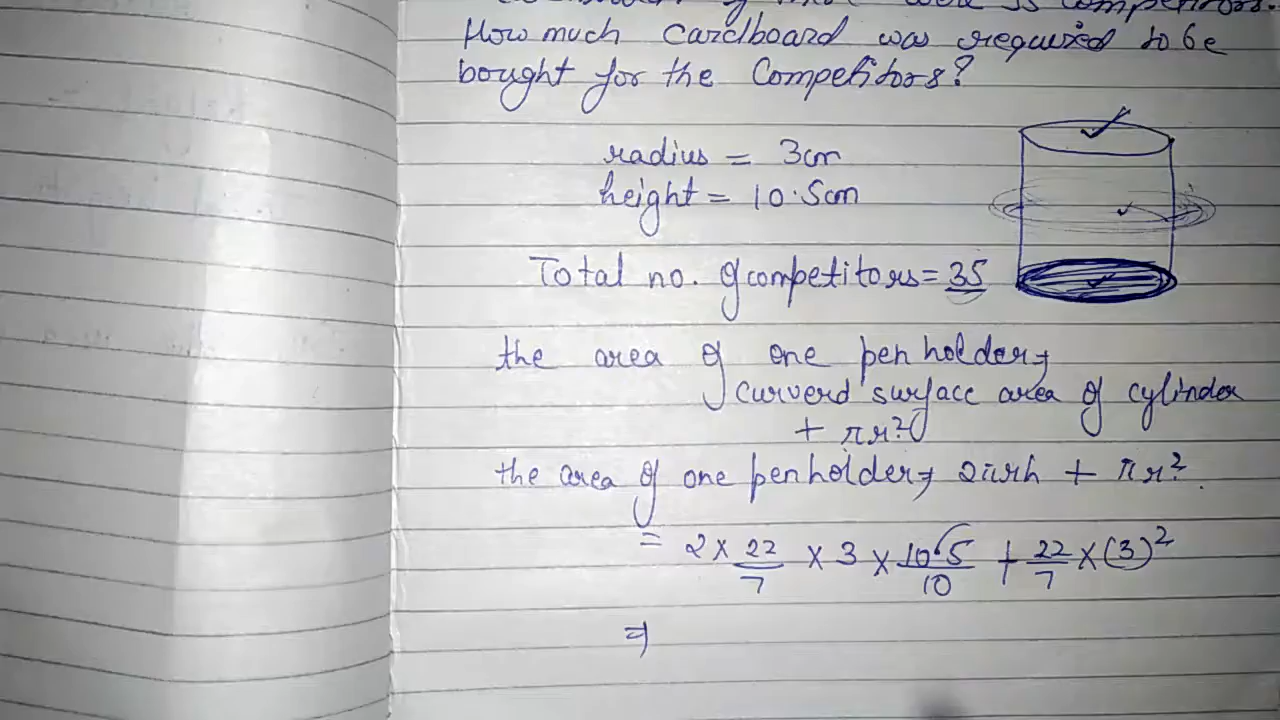 competitors.
How much Cardboard was required to be
bought for the Competitors?
radius = 3cm
height = 10.5cm
Total no. of competitors = 35
the area of one penholder ⇒
curverd surface area of cylinder
+ πr²
the area of one penholder ⇒ 2πrh + πr².
= 2 × 22/7 × 3 × 105/10 + 22/7 × (3)²
⇒